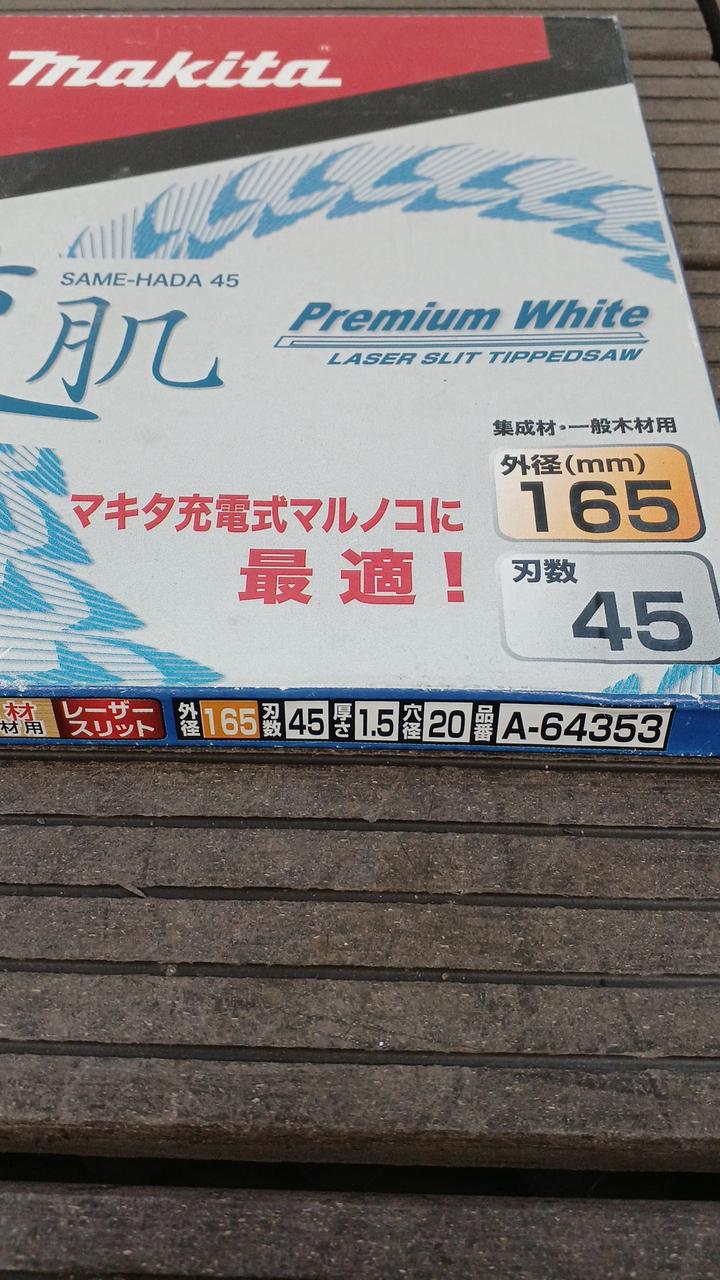 makita
SAME-HADA 45
肌
Premium White
LASER SLIT TIPPEDSAW
集成材・一般木材用
外径(mm)
165
マキタ充電式マルノコに
最適！
刃数
45
材
材用
レーザー
スリット
外径 165 刃数 45 厚さ 1.5 穴径 20 品番 A-64353